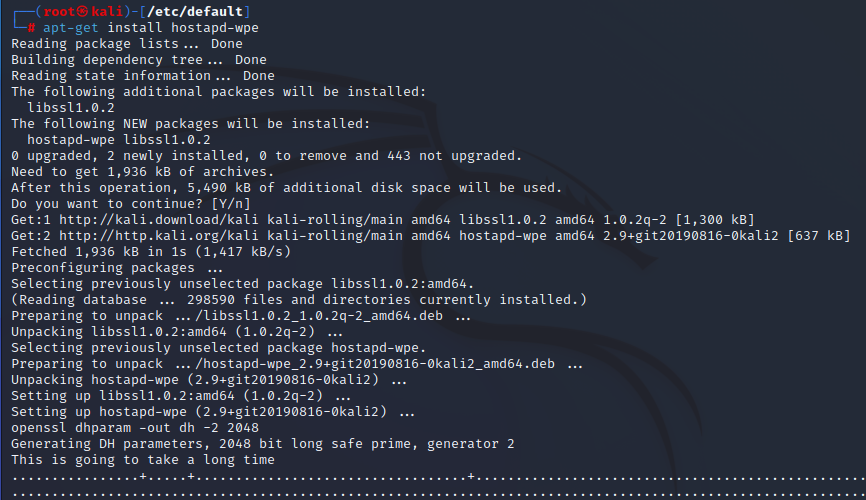 ┌──(root㉿kali)-[/etc/default]
└─# apt-get install hostapd-wpe
Reading package lists... Done
Building dependency tree... Done
Reading state information... Done
The following additional packages will be installed:
  libssl1.0.2
The following NEW packages will be installed:
  hostapd-wpe libssl1.0.2
0 upgraded, 2 newly installed, 0 to remove and 443 not upgraded.
Need to get 1,936 kB of archives.
After this operation, 5,490 kB of additional disk space will be used.
Do you want to continue? [Y/n]
Get:1 http://kali.download/kali kali-rolling/main amd64 libssl1.0.2 amd64 1.0.2q-2 [1,300 kB]
Get:2 http://http.kali.org/kali kali-rolling/main amd64 hostapd-wpe amd64 2.9+git20190816-0kali2 [637 kB]
Fetched 1,936 kB in 1s (1,417 kB/s)
Preconfiguring packages ...
Selecting previously unselected package libssl1.0.2:amd64.
(Reading database ... 298590 files and directories currently installed.)
Preparing to unpack .../libssl1.0.2_1.0.2q-2_amd64.deb ...
Unpacking libssl1.0.2:amd64 (1.0.2q-2) ...
Selecting previously unselected package hostapd-wpe.
Preparing to unpack .../hostapd-wpe_2.9+git20190816-0kali2_amd64.deb ...
Unpacking hostapd-wpe (2.9+git20190816-0kali2) ...
Setting up libssl1.0.2:amd64 (1.0.2q-2) ...
Setting up hostapd-wpe (2.9+git20190816-0kali2) ...
openssl dhparam -out dh -2 2048
Generating DH parameters, 2048 bit long safe prime, generator 2
This is going to take a long time
................+.....+..................................+................................................
..........................................................................................................